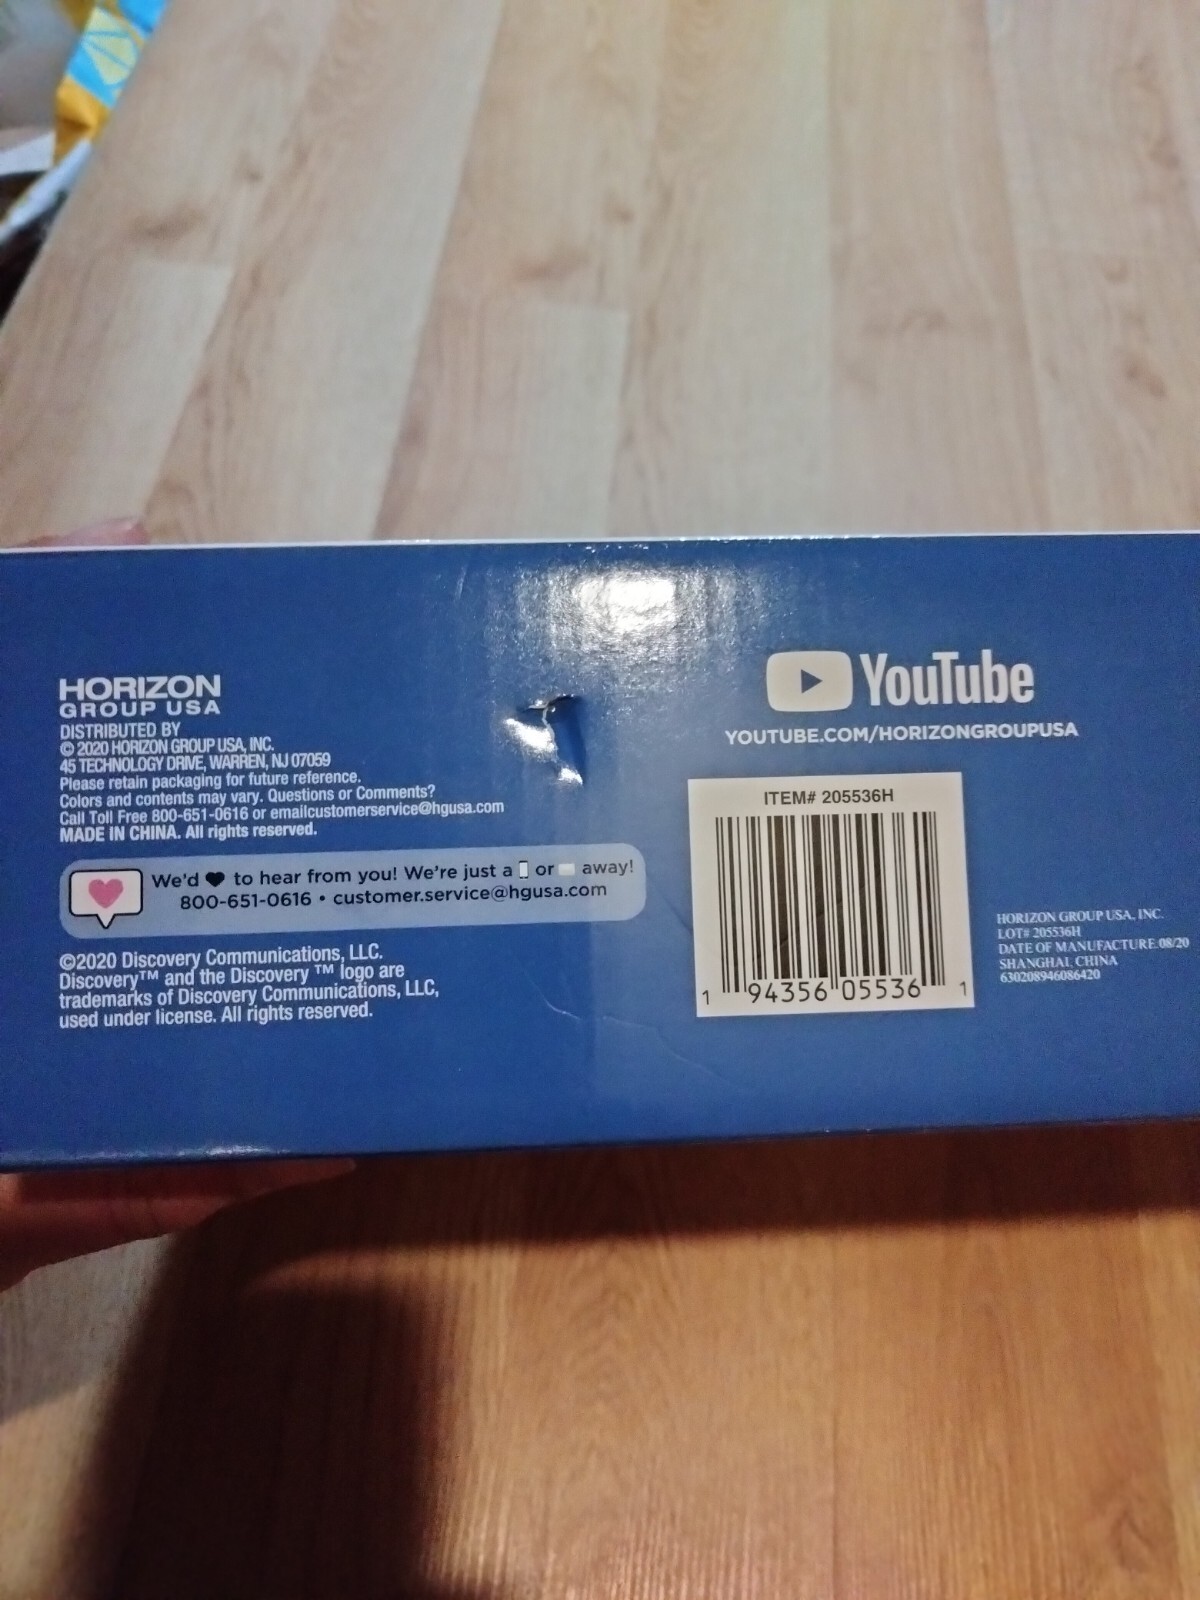 HORIZON
GROUP USA
DISTRIBUTED BY
© 2020 HORIZON GROUP USA, INC.
45 TECHNOLOGY DRIVE, WARREN, NJ 07059
Please retain packaging for future reference.
Colors and contents may vary. Questions or Comments?
Call Toll Free 800-651-0616 or emailcustomerservice@hgusa.com
MADE IN CHINA. All rights reserved.
We'd ♥ to hear from you! We're just a or away!
800-651-0616 • customer.service@hgusa.com
©2020 Discovery Communications, LLC.
Discovery™ and the Discovery ™ logo are
trademarks of Discovery Communications, LLC,
used under license. All rights reserved.
YouTube
YOUTUBE.COM/HORIZONGROUPUSA
ITEM# 205536H
1 94356 05536 1
HORIZON GROUP USA, INC.
LOT# 205536H
DATE OF MANUFACTURE:08/20
SHANGHAI, CHINA
630208946086420